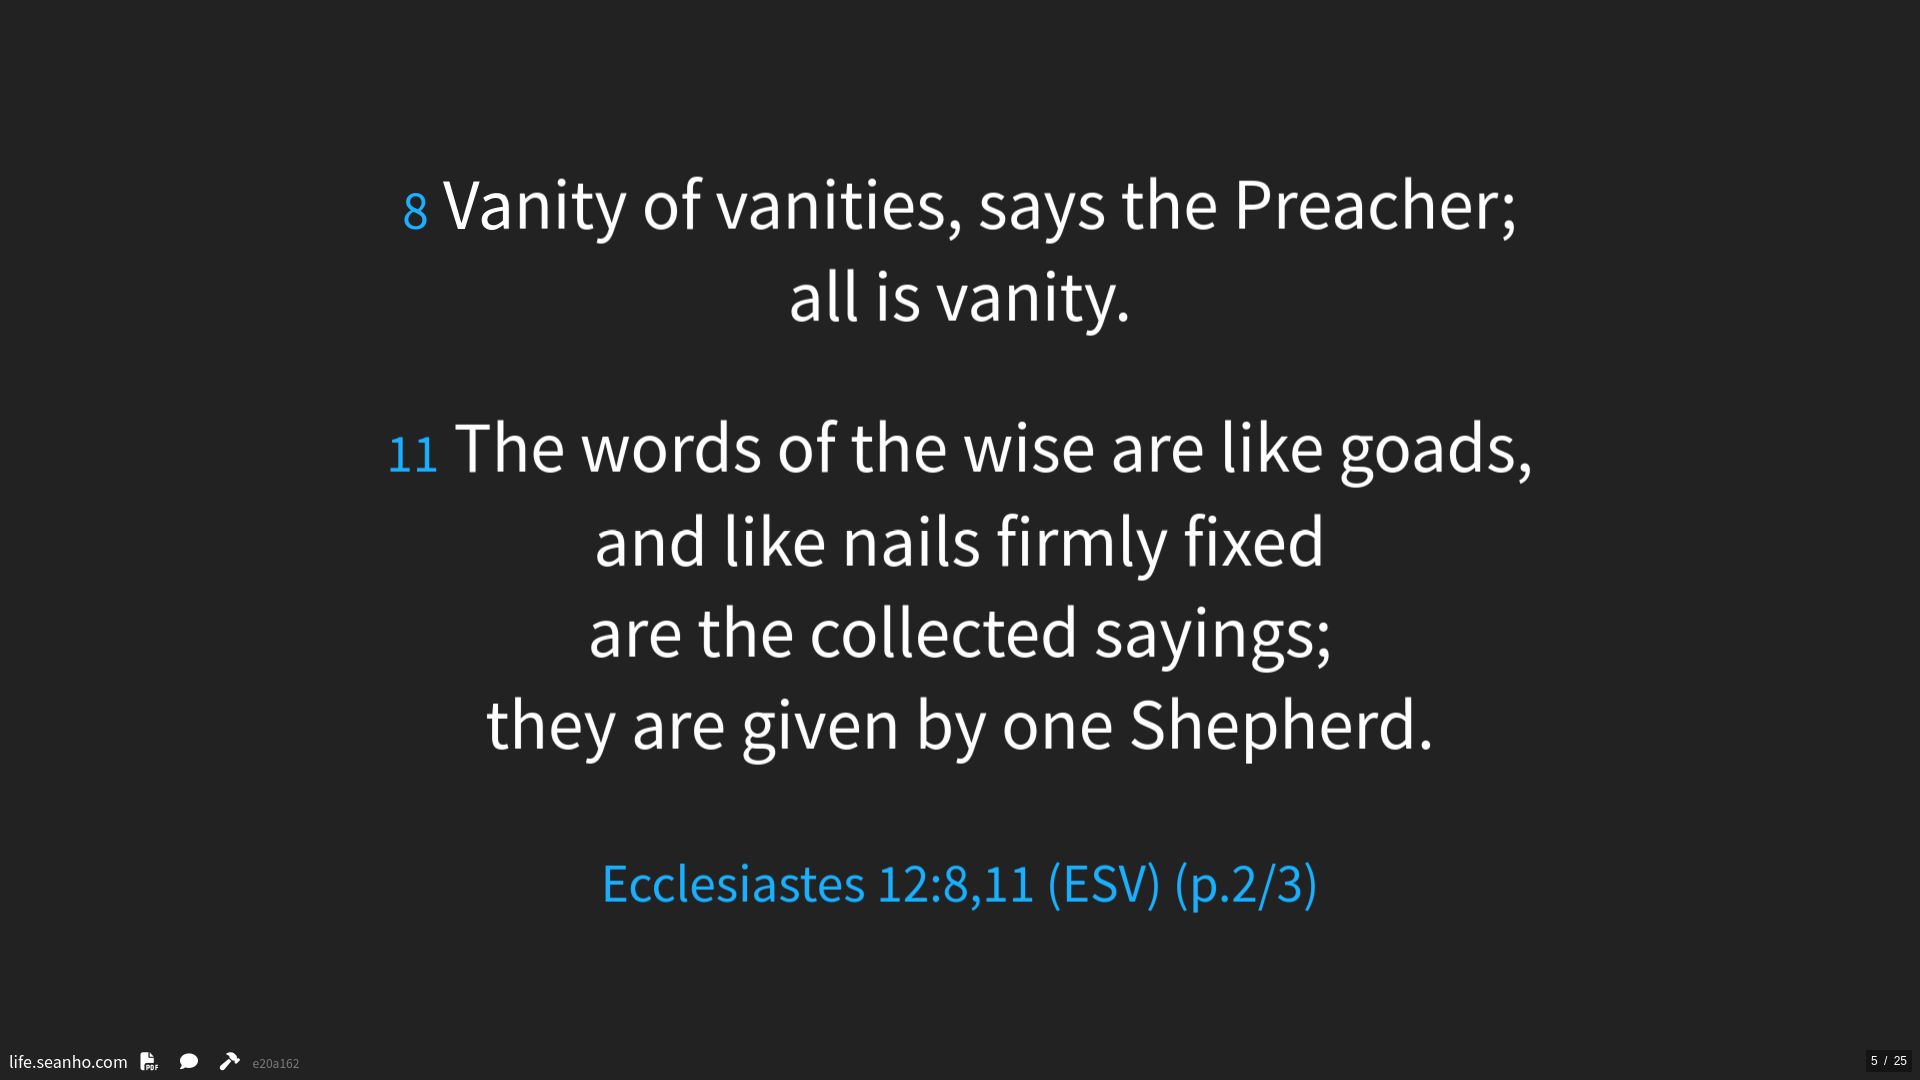 8 Vanity of vanities, says the Preacher;
all is vanity.
11 The words of the wise are like goads,
and like nails firmly fixed
are the collected sayings;
they are given by one Shepherd.
Ecclesiastes 12:8,11 (ESV) (p.2/3)
life.seanho.com PDF e20a162
5 / 25